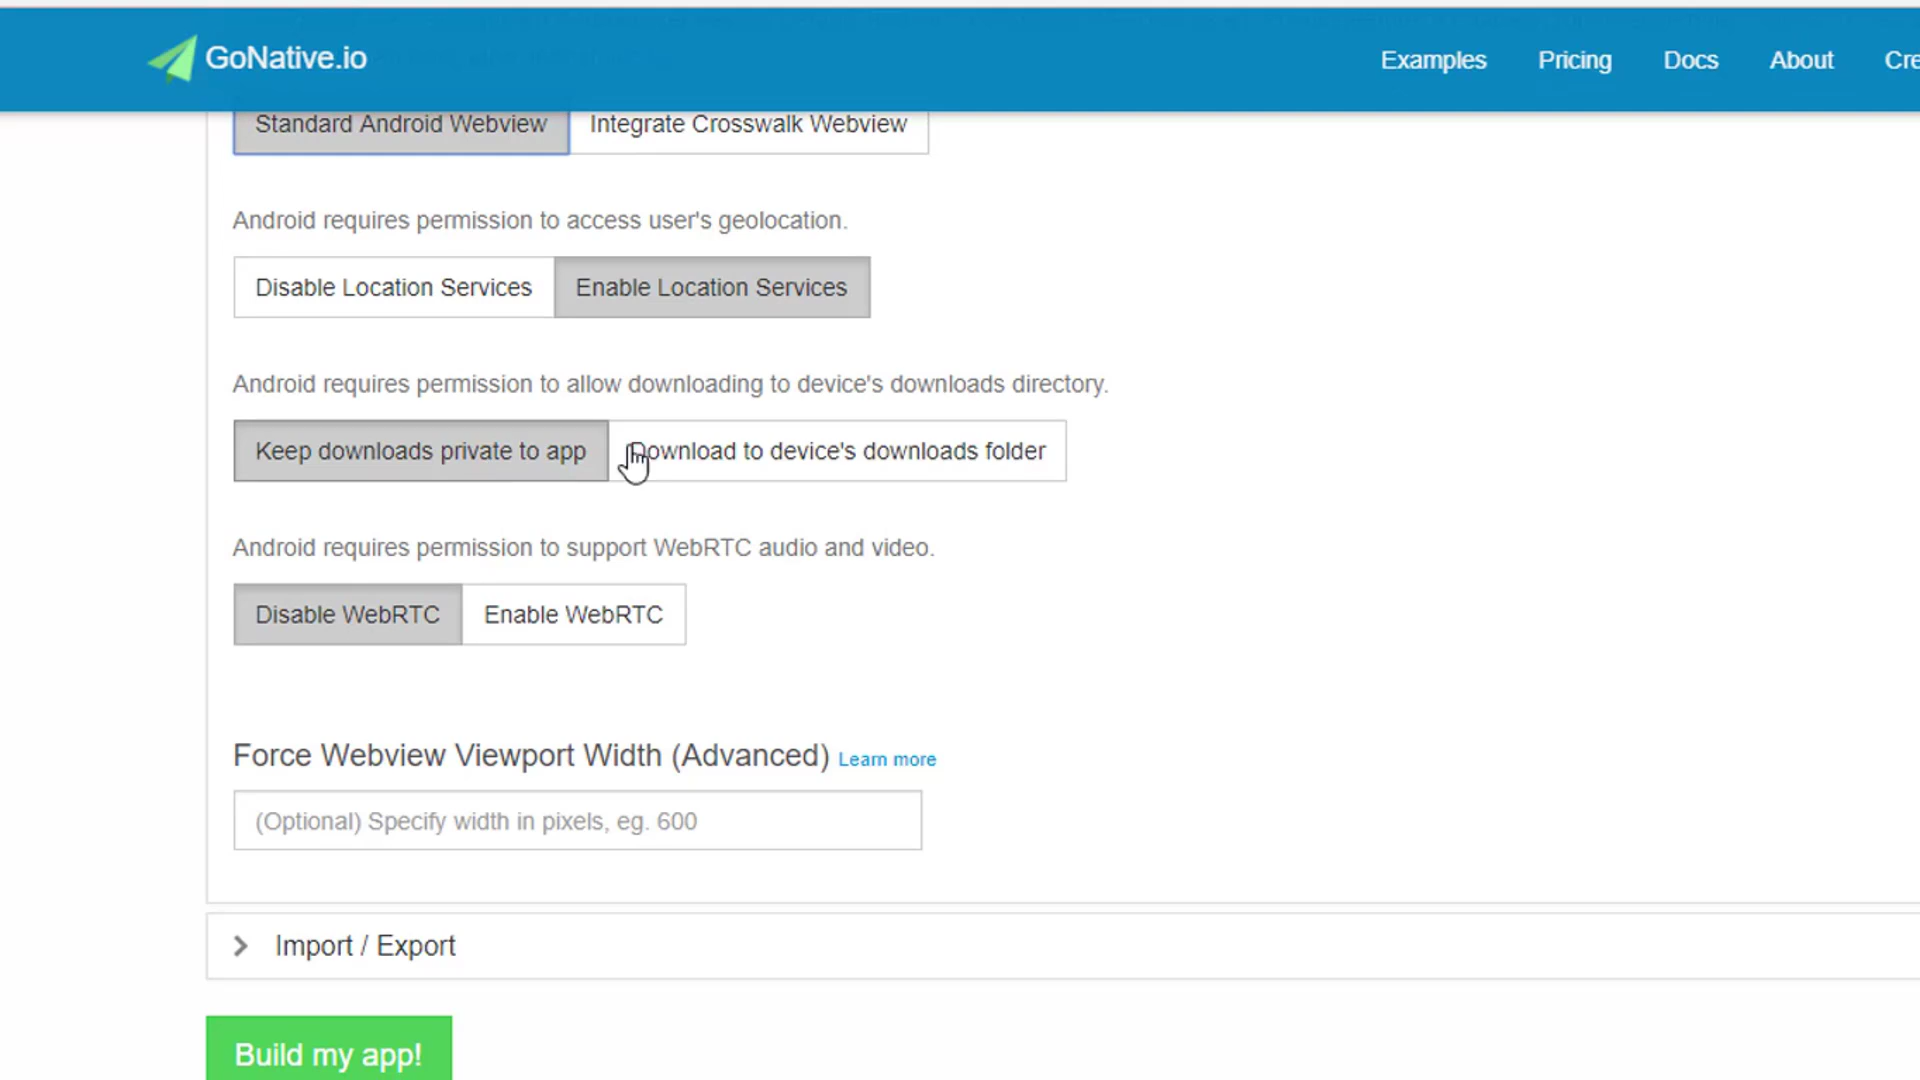 GoNative.io
Examples Pricing Docs About Cre
Standard Android Webview Integrate Crosswalk Webview
Android requires permission to access user's geolocation.
Disable Location Services Enable Location Services
Android requires permission to allow downloading to device's downloads directory.
Keep downloads private to app Download to device's downloads folder
Android requires permission to support WebRTC audio and video.
Disable WebRTC Enable WebRTC
Force Webview Viewport Width (Advanced) Learn more
(Optional) Specify width in pixels, eg. 600
Import / Export
Build my app!